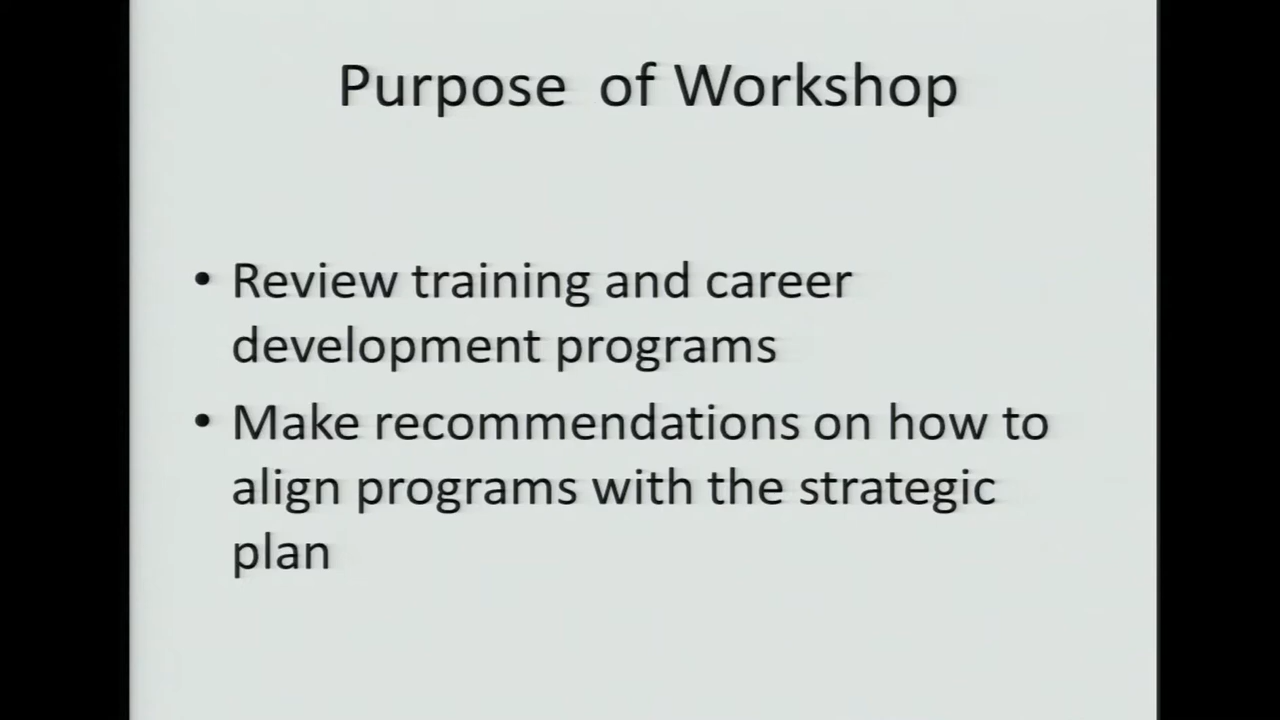 Purpose of Workshop
• Review training and career
development programs
• Make recommendations on how to
align programs with the strategic
plan